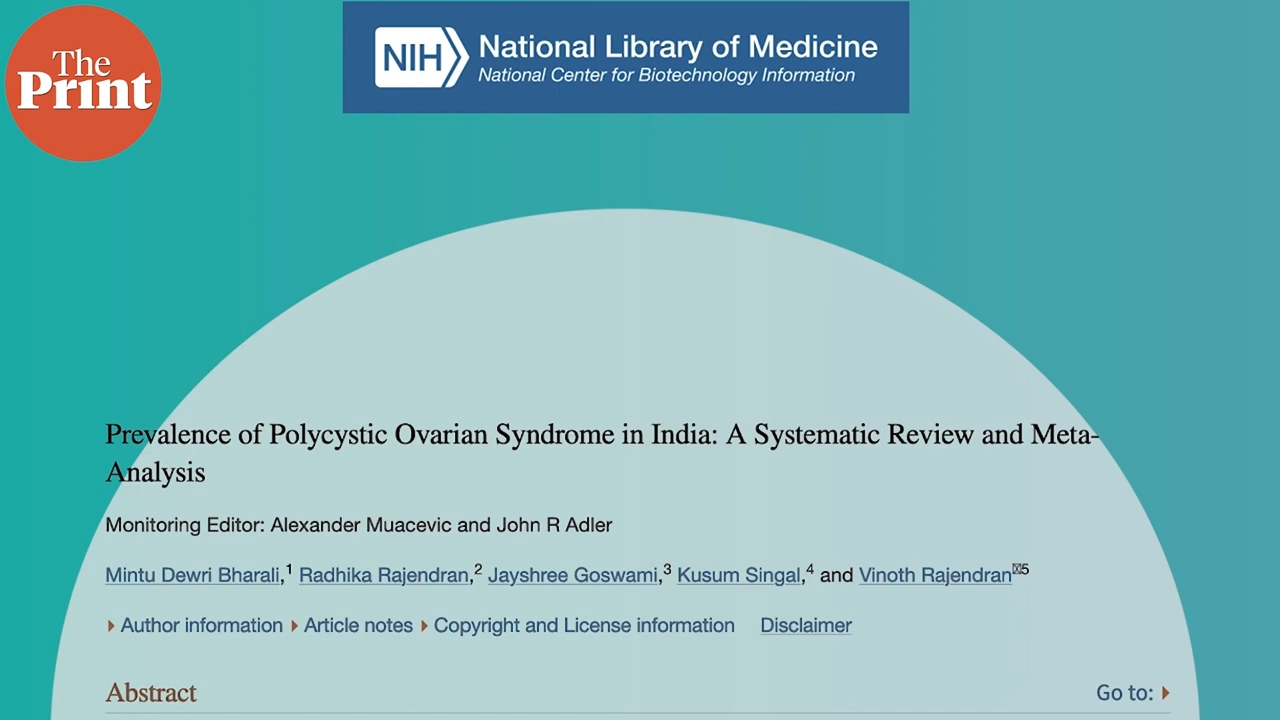 The
Print
NIH
National Library of Medicine
National Center for Biotechnology Information
Prevalence of Polycystic Ovarian Syndrome in India: A Systematic Review and Meta-
Analysis
Monitoring Editor: Alexander Muacevic and John R Adler
Mintu Dewri Bharali,1 Radhika Rajendran,2 Jayshree Goswami,3 Kusum Singal,4 and Vinoth Rajendran5
Author information Article notes Copyright and License information Disclaimer
Abstract
Go to: